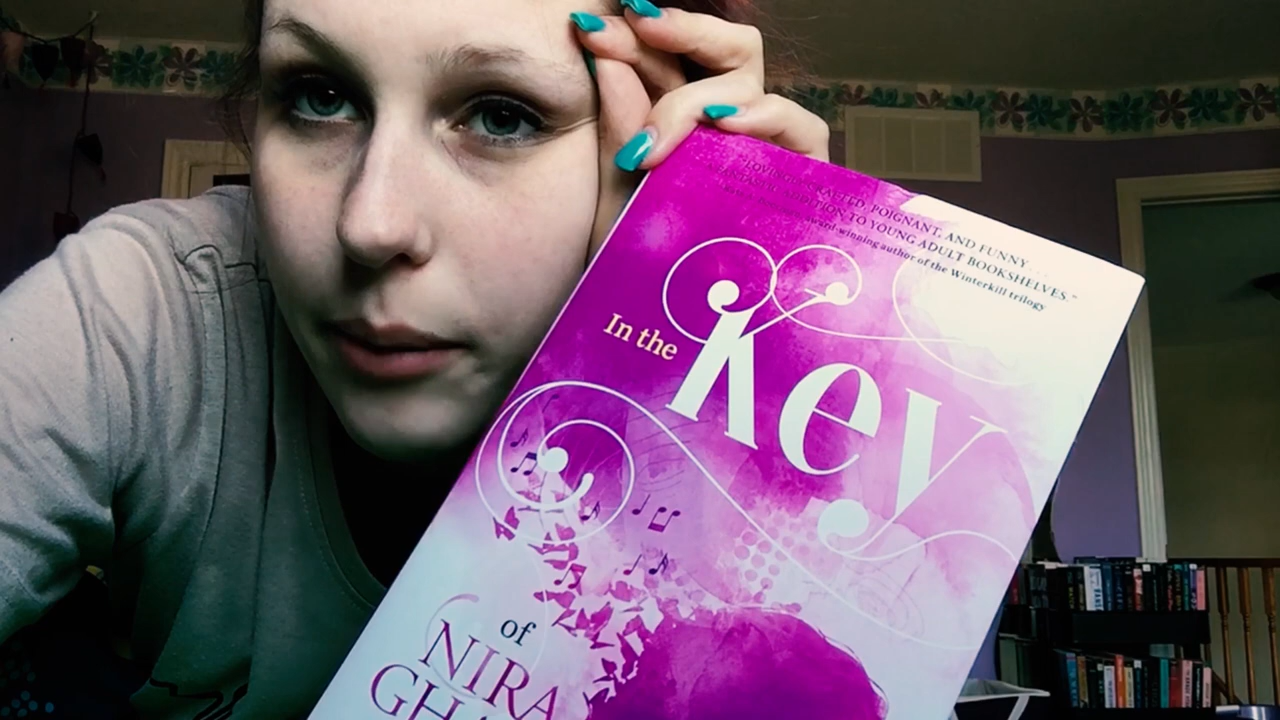 "LOVINGLY CRAFTED, POIGNANT, AND FUNNY . . .
FANTASTIC ADDITION TO YOUNG ADULT BOOKSHELVES."
award-winning author of the Winterkill trilogy
In the
Key
of
NIRA